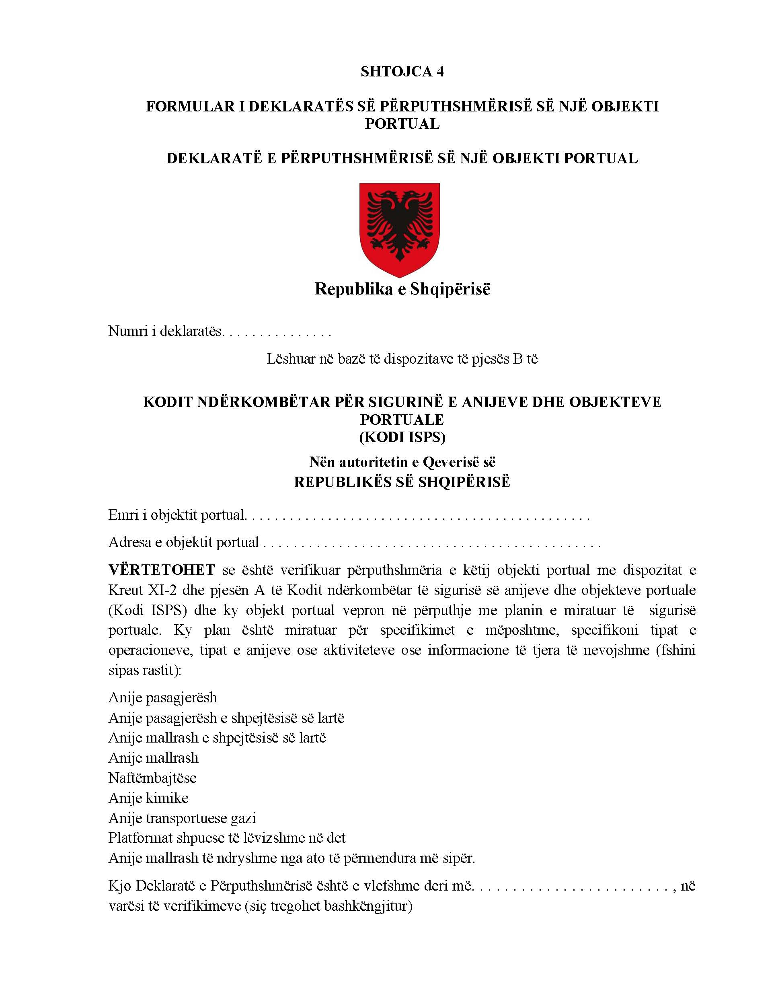 SHTOJCA 4
FORMULAR I DEKLARATËS SË PËRPUTHSHMËRISË SË NJË OBJEKTI
PORTUAL
DEKLARATË E PËRPUTHSHMËRISË SË NJË OBJEKTI PORTUAL
Republika e Shqipërisë
Numri i deklaratës. . . . . . . . . . . . . . .
Lëshuar në bazë të dispozitave të pjesës B të
KODIT NDËRKOMBËTAR PËR SIGURINË E ANIJEVE DHE OBJEKTEVE
PORTUALE
(KODI ISPS)
Nën autoritetin e Qeverisë së
REPUBLIKËS SË SHQIPËRISË
Emri i objektit portual. . . . . . . . . . . . . . . . . . . . . . . . . . . . . . . . . . . . . . . . . . . . . .
Adresa e objektit portual . . . . . . . . . . . . . . . . . . . . . . . . . . . . . . . . . . . . . . . . . . . . .
VËRTETOHET se është verifikuar përputhshmëria e këtij objekti portual me dispozitat e
Kreut XI-2 dhe pjesën A të Kodit ndërkombëtar të sigurisë së anijeve dhe objekteve portuale
(Kodi ISPS) dhe ky objekt portual vepron në përputhje me planin e miratuar të sigurisë
portuale. Ky plan është miratuar për specifikimet e mëposhtme, specifikoni tipat e
operacioneve, tipat e anijeve ose aktiviteteve ose informacione të tjera të nevojshme (fshini
sipas rastit):
Anije pasagjerësh
Anije pasagjerësh e shpejtësisë së lartë
Anije mallrash e shpejtësisë së lartë
Anije mallrash
Naftëmbajtëse
Anije kimike
Anije transportuese gazi
Platformat shpuese të lëvizshme në det
Anije mallrash të ndryshme nga ato të përmendura më sipër.
Kjo Deklaratë e Përputhshmërisë është e vlefshme deri më. . . . . . . . . . . . . . . . . . . . . . . . . . , në
varësi të verifikimeve (siç tregohet bashkëngjitur)